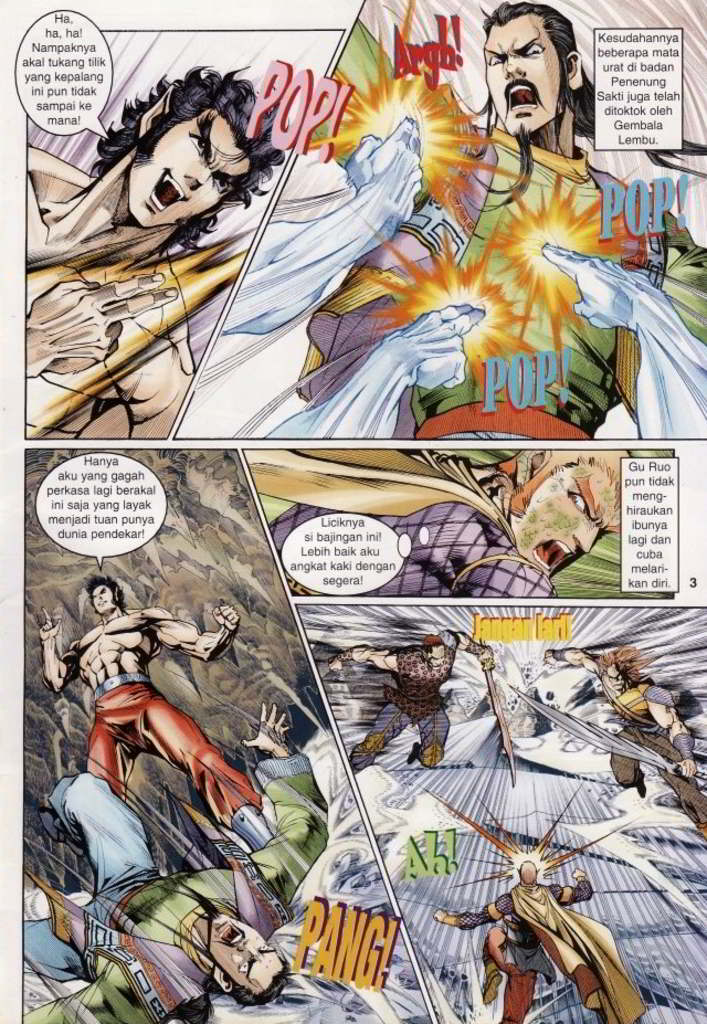 Ha,
ha, ha!
Nampaknya
akal tukang tilik
yang kepalang
ini pun tidak
sampai ke
mana!
POP!
Argh!
Kesudahannya
beberapa mata
urat di badan
Penenung
Sakti juga telah
ditoktok oleh
Gembala
Lembu.
POP!
POP!
Hanya
aku yang gagah
perkasa lagi berakal
ini saja yang layak
menjadi tuan punya
dunia pendekar!
PANG!
Liciknya
si bajingan ini!
Lebih baik aku
angkat kaki dengan
segera!
Gu Ruo
pun tidak
meng-
hiraukan
ibunya
lagi dan
cuba
melari-
kan diri.
3
Jangan lari!
Ah!